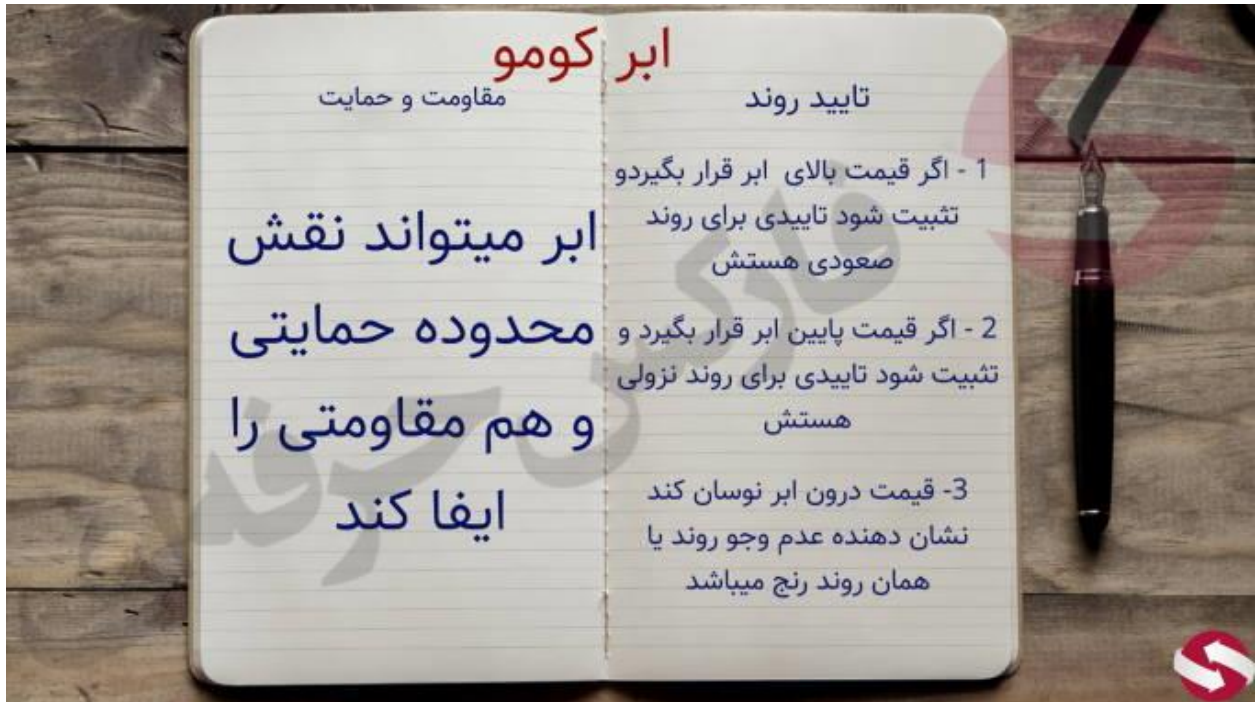 ابر کومو
تایید روند
1 - اگر قیمت بالای ابر قرار بگیردو
تثبیت شود تاییدی برای روند
صعودی هستش
2 - اگر قیمت پایین ابر قرار بگیرد و
تثبیت شود تاییدی برای روند نزولی
هستش
3- قیمت درون ابر نوسان کند
نشان دهنده عدم وجو روند یا
همان روند رنج میباشد
مقاومت و حمایت
ابر میتواند نقش
محدوده حمایتی
و هم مقاومتی را
ایفا کند
فارکس حرفه